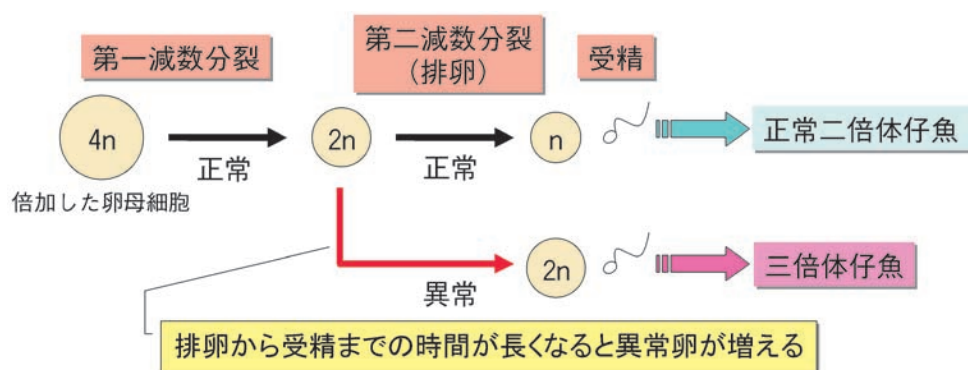 第一減数分裂
第二減数分裂
(排卵)
受精
4n
正常
2n
正常
n
正常二倍体仔魚
倍加した卵母細胞
異常
2n
三倍体仔魚
排卵から受精までの時間が長くなると異常卵が増える